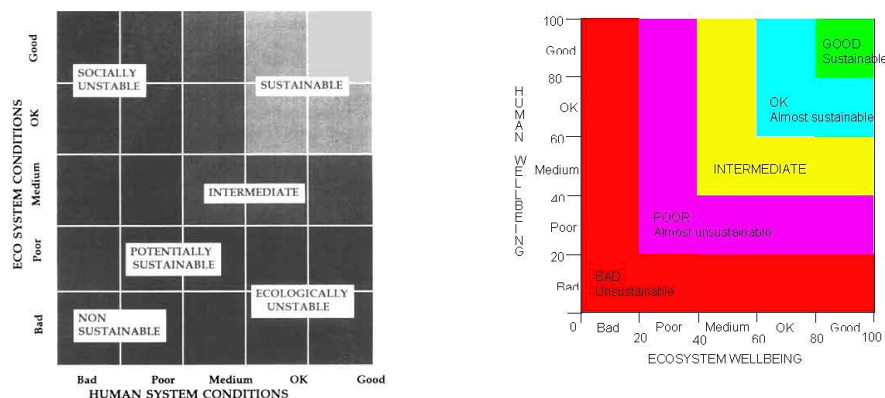 ECO SYSTEM CONDITIONS
Good
OK
Medium
Poor
Bad
SOCIALLY
UNSTABLE
SUSTAINABLE
INTERMEDIATE
POTENTIALLY
SUSTAINABLE
ECOLOGICALLY
UNSTABLE
NON
SUSTAINABLE
Bad Poor Medium OK Good
HUMAN SYSTEM CONDITIONS
HUMAN WELLBEING
100
Good
80
OK
60
Medium
40
Poor
20
Bad
0
GOOD
Sustainable
OK
Almost sustainable
INTERMEDIATE
POOR
Almost unsustainable
BAD
Unsustainable
Bad Poor Medium OK Good
20 40 60 80 100
ECOSYSTEM WELLBEING